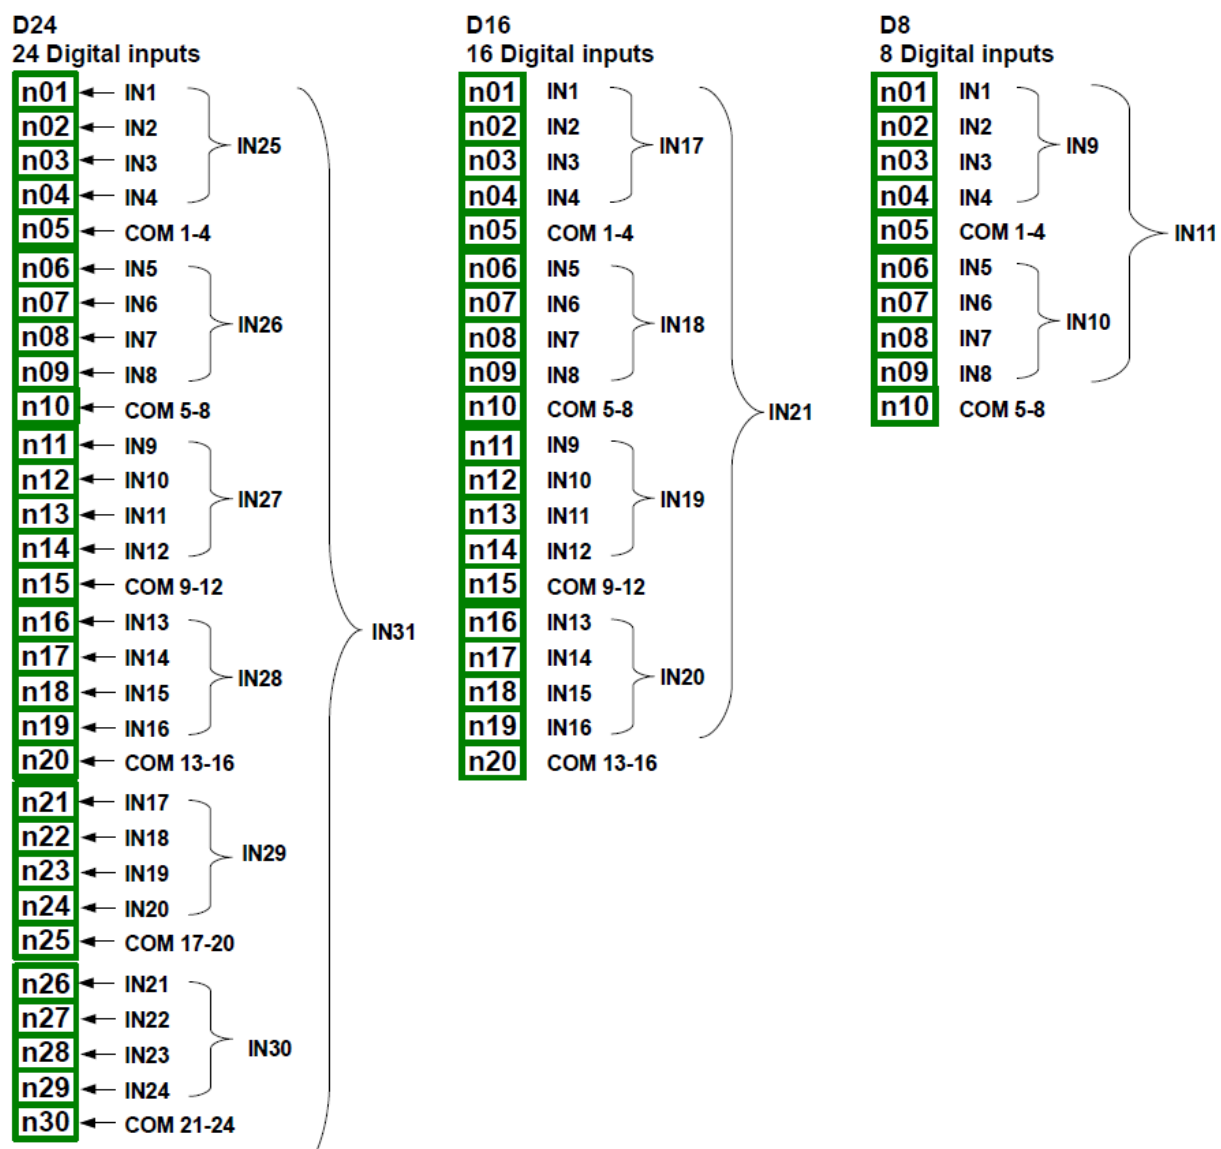 D24
24 Digital inputs
n01 IN1
n02 IN2
IN25
n03 IN3
n04 IN4
n05 COM 1-4
n06 IN5
n07 IN6
IN26
n08 IN7
n09 IN8
n10 COM 5-8
n11 IN9
n12 IN10
IN27
n13 IN11
n14 IN12
n15 COM 9-12
n16 IN13
IN31
n17 IN14
IN28
n18 IN15
n19 IN16
n20 COM 13-16
n21 IN17
n22 IN18
IN29
n23 IN19
n24 IN20
n25 COM 17-20
n26 IN21
n27 IN22
IN30
n28 IN23
n29 IN24
n30 COM 21-24
D16
16 Digital inputs
n01 IN1
n02 IN2
IN17
n03 IN3
n04 IN4
n05 COM 1-4
n06 IN5
n07 IN6
IN18
n08 IN7
n09 IN8
n10 COM 5-8
IN21
n11 IN9
n12 IN10
IN19
n13 IN11
n14 IN12
n15 COM 9-12
n16 IN13
n17 IN14
IN20
n18 IN15
n19 IN16
n20 COM 13-16
D8
8 Digital inputs
n01 IN1
n02 IN2
IN9
n03 IN3
n04 IN4
n05 COM 1-4
IN11
n06 IN5
n07 IN6
IN10
n08 IN7
n09 IN8
n10 COM 5-8